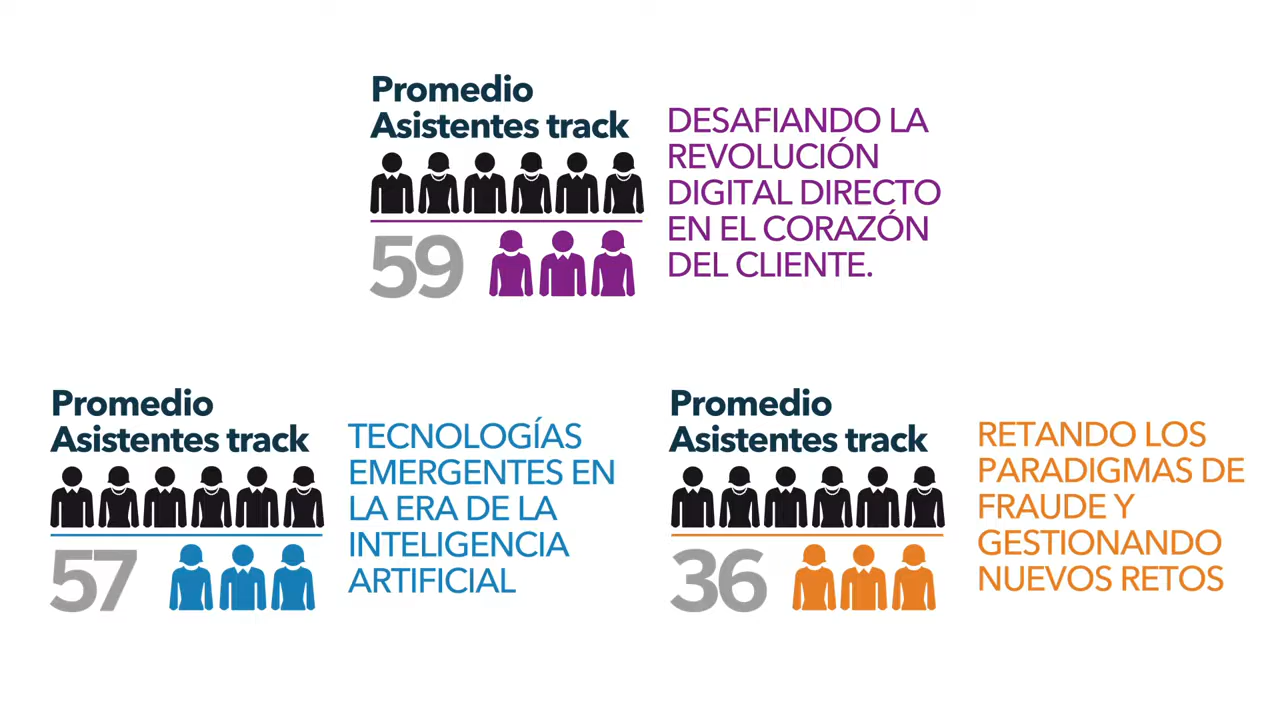 Promedio
Asistentes track
59
DESAFIANDO LA
REVOLUCIÓN
DIGITAL DIRECTO
EN EL CORAZÓN
DEL CLIENTE.
Promedio
Asistentes track
57
TECNOLOGÍAS
EMERGENTES EN
LA ERA DE LA
INTELIGENCIA
ARTIFICIAL
Promedio
Asistentes track
36
RETANDO LOS
PARADIGMAS DE
FRAUDE Y
GESTIONANDO
NUEVOS RETOS